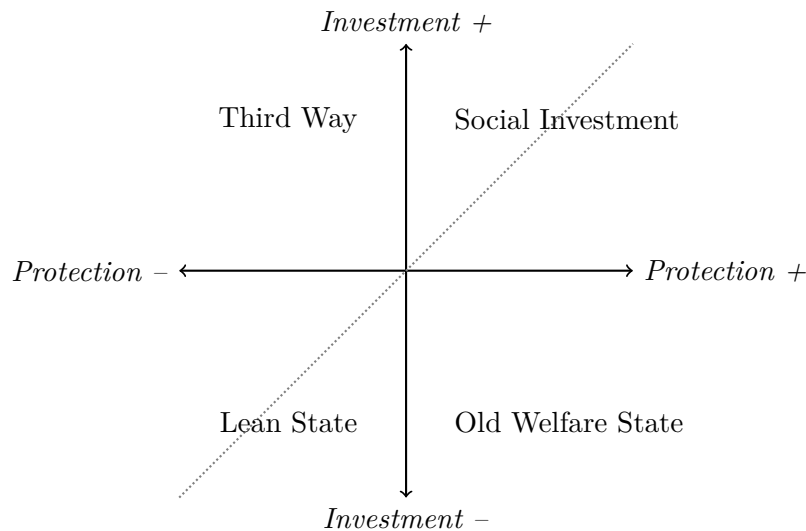 Investment +
Third Way
Social Investment
Protection –
Protection +
Lean State
Old Welfare State
Investment –